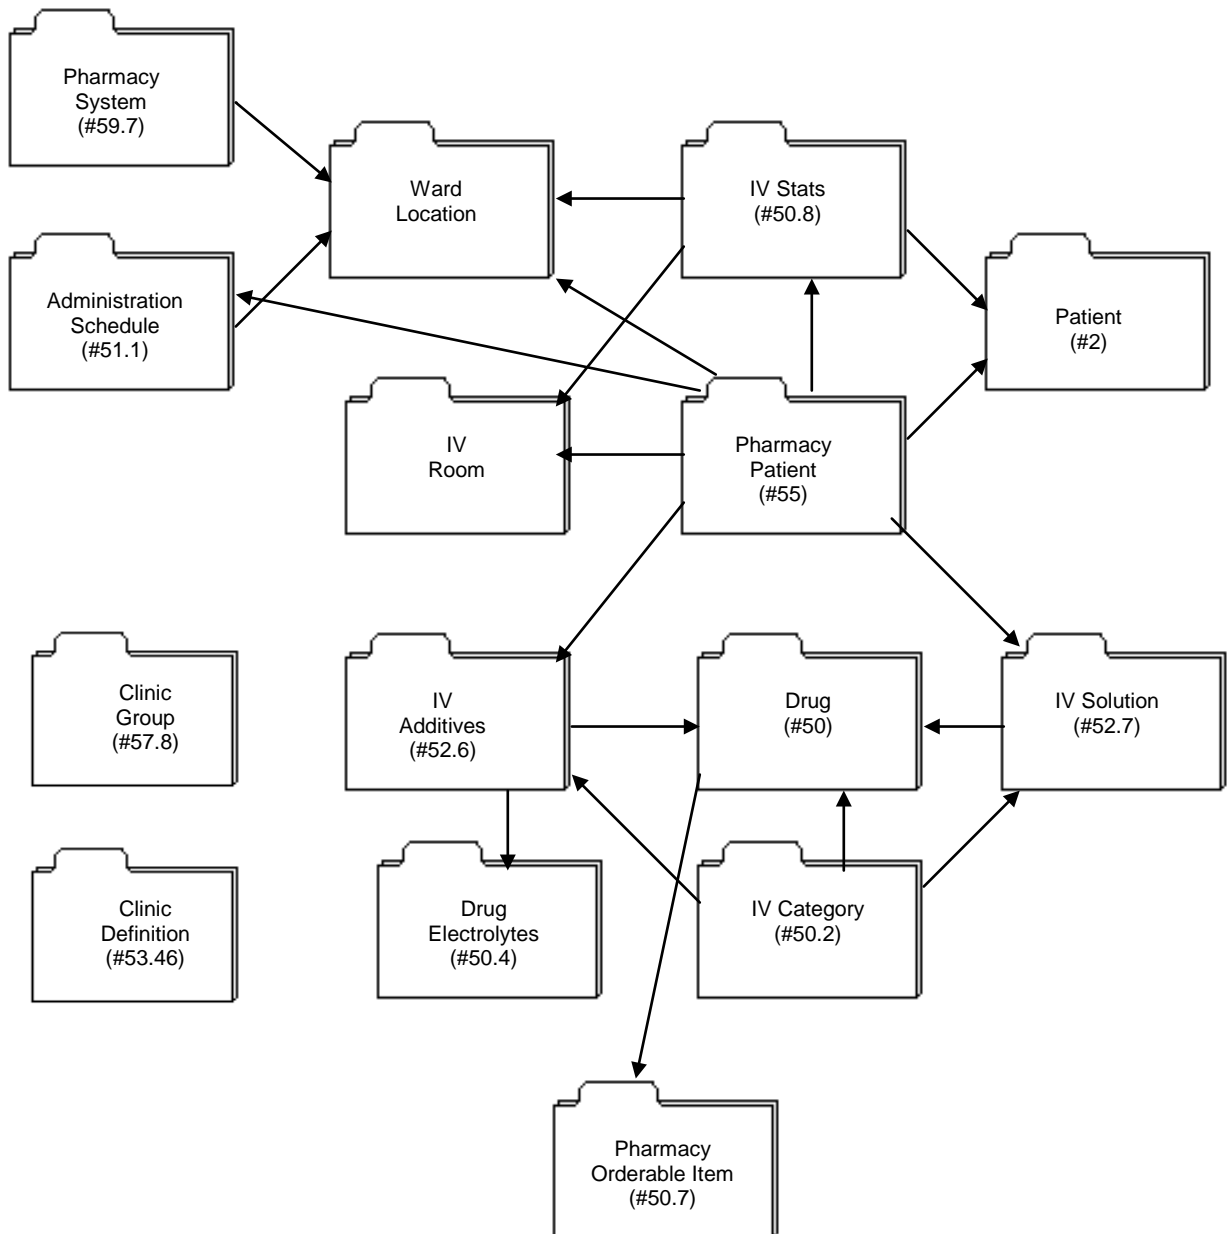 Pharmacy
System
(#59.7)
Ward
Location
IV Stats
(#50.8)
Administration
Schedule
(#51.1)
Patient
(#2)
IV
Room
Pharmacy
Patient
(#55)
Clinic
Group
(#57.8)
IV
Additives
(#52.6)
Drug
(#50)
IV Solution
(#52.7)
Clinic
Definition
(#53.46)
Drug
Electrolytes
(#50.4)
IV Category
(#50.2)
Pharmacy
Orderable Item
(#50.7)